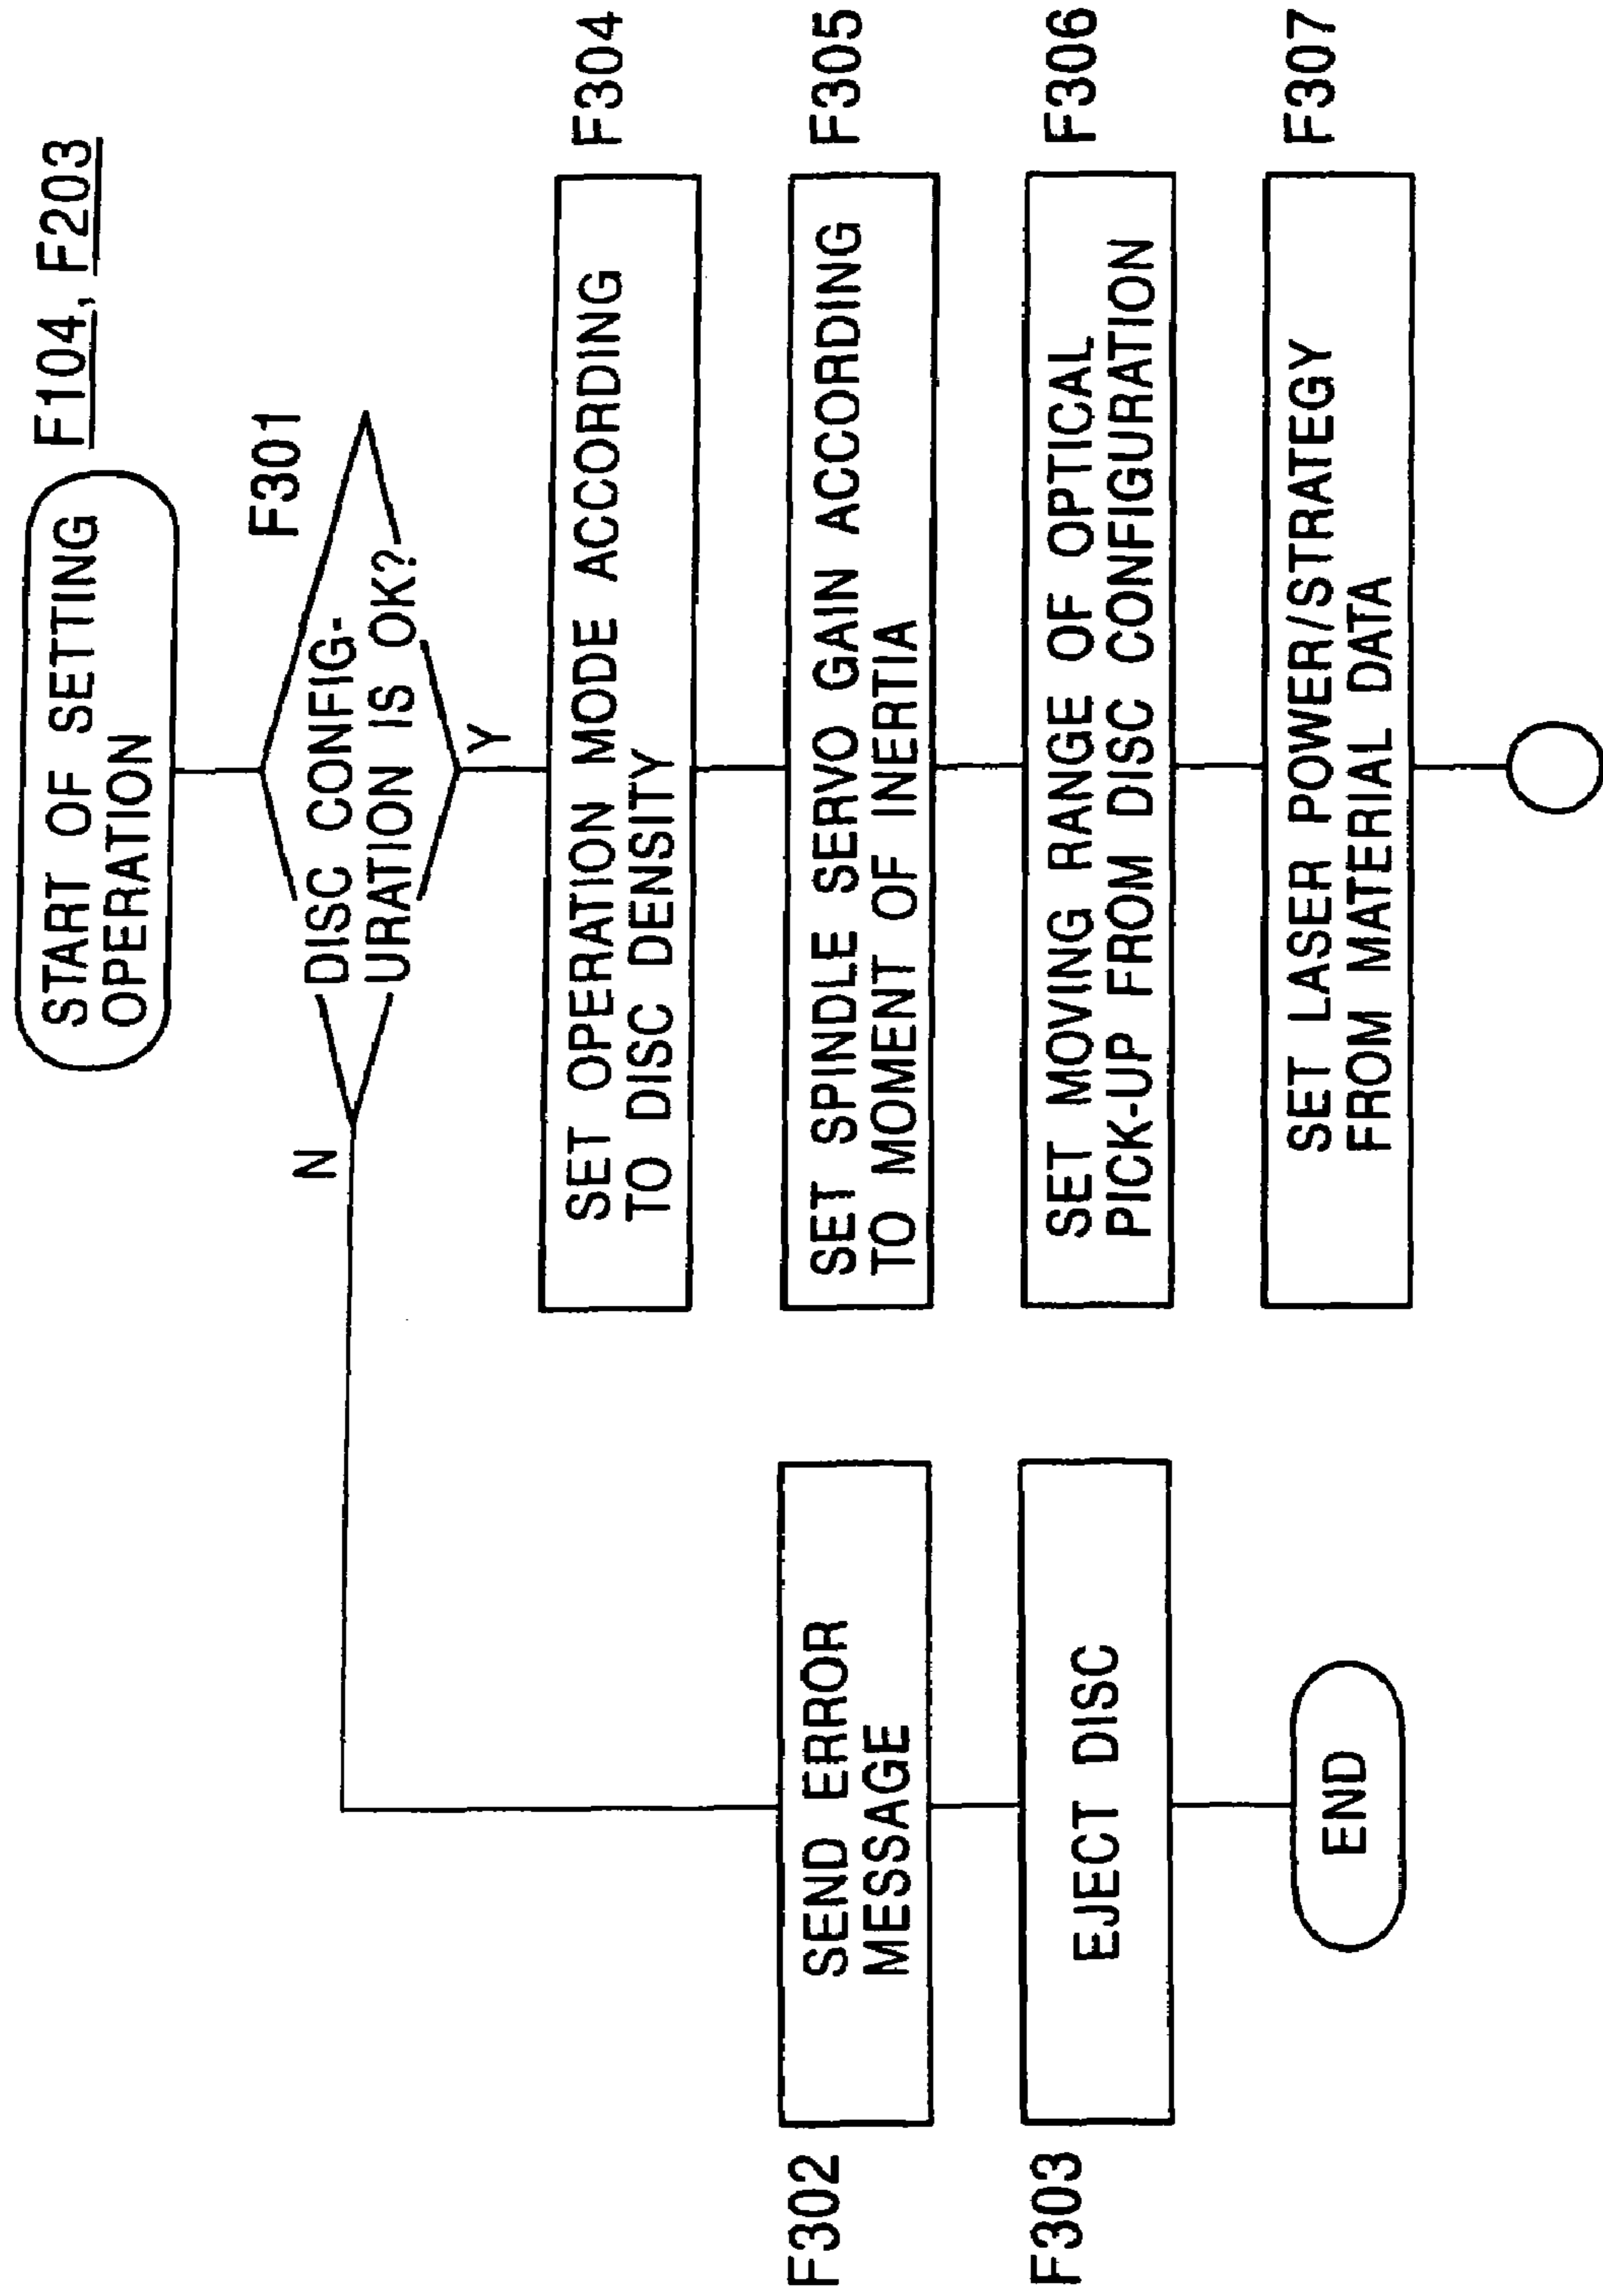 START OF SETTING
OPERATION
F104, F203
F301
DISC CONFIG-
URATION IS OK?
N
Y
SET OPERATION MODE ACCORDING
TO DISC DENSITY
F304
SET SPINDLE SERVO GAIN ACCORDING
TO MOMENT OF INERTIA
F305
SET MOVING RANGE OF OPTICAL
PICK-UP FROM DISC CONFIGURATION
F306
SET LASER POWER/STRATEGY
FROM MATERIAL DATA
F307
F302
SEND ERROR
MESSAGE
F303
EJECT DISC
END